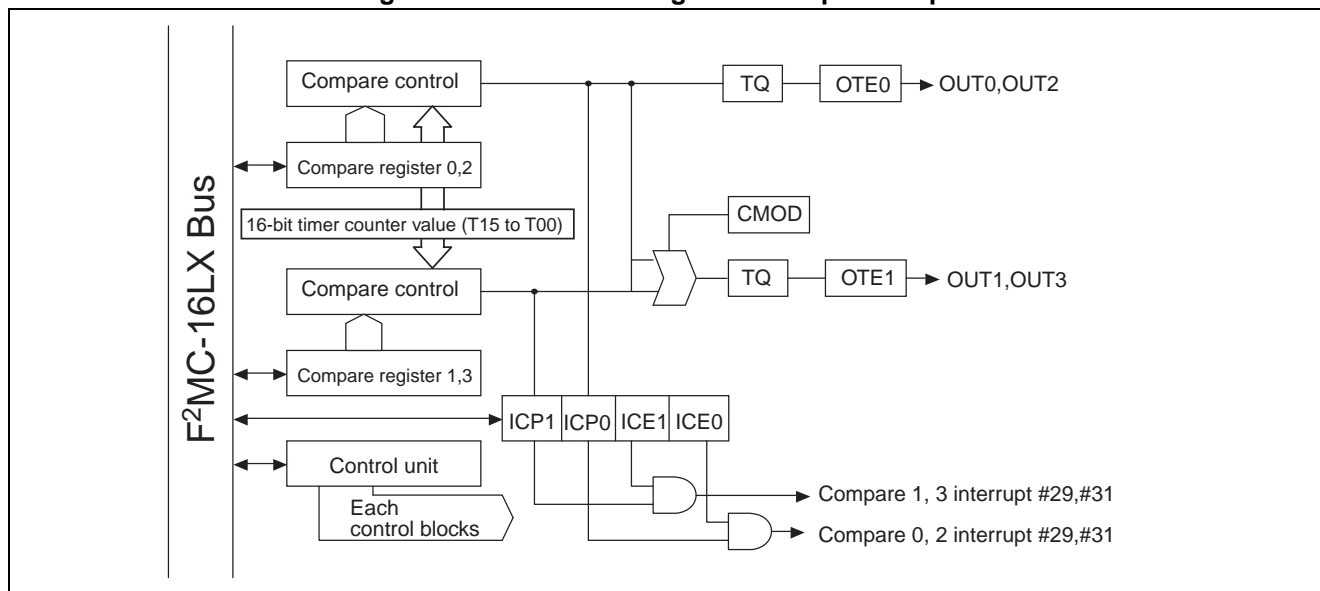 Compare control
TQ
OTE0
OUT0,OUT2
Compare register 0,2
CMOD
16-bit timer counter value (T15 to T00)
Compare control
TQ
OTE1
OUT1,OUT3
Compare register 1,3
F²MC-16LX Bus
ICP1
ICP0
ICE1
ICE0
Control unit
Each
control blocks
Compare 1, 3 interrupt #29,#31
Compare 0, 2 interrupt #29,#31